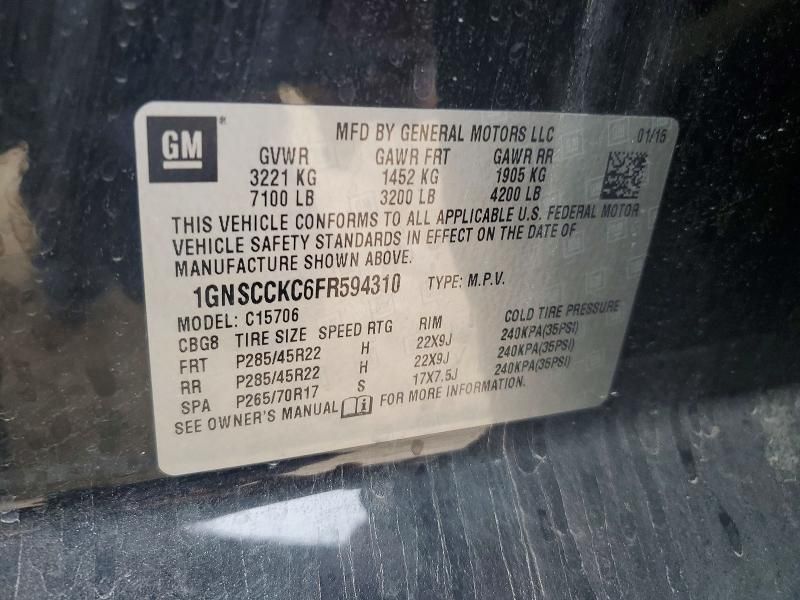 GM
MFD BY GENERAL MOTORS LLC 01/15
GVWR GAWR FRT GAWR RR
3221 KG 1452 KG 1905 KG
7100 LB 3200 LB 4200 LB
THIS VEHICLE CONFORMS TO ALL APPLICABLE U.S. FEDERAL MOTOR
VEHICLE SAFETY STANDARDS IN EFFECT ON THE DATE OF
MANUFACTURE SHOWN ABOVE.
1GNSCCKC6FR594310 TYPE: M.P.V.
MODEL: C15706
CBG8 TIRE SIZE SPEED RTG RIM COLD TIRE PRESSURE
FRT P285/45R22 H 22X9J 240KPA(35PSI)
RR P285/45R22 H 22X9J 240KPA(35PSI)
SPA P265/70R17 S 17X7.5J 240KPA(35PSI)
SEE OWNER'S MANUAL FOR MORE INFORMATION.